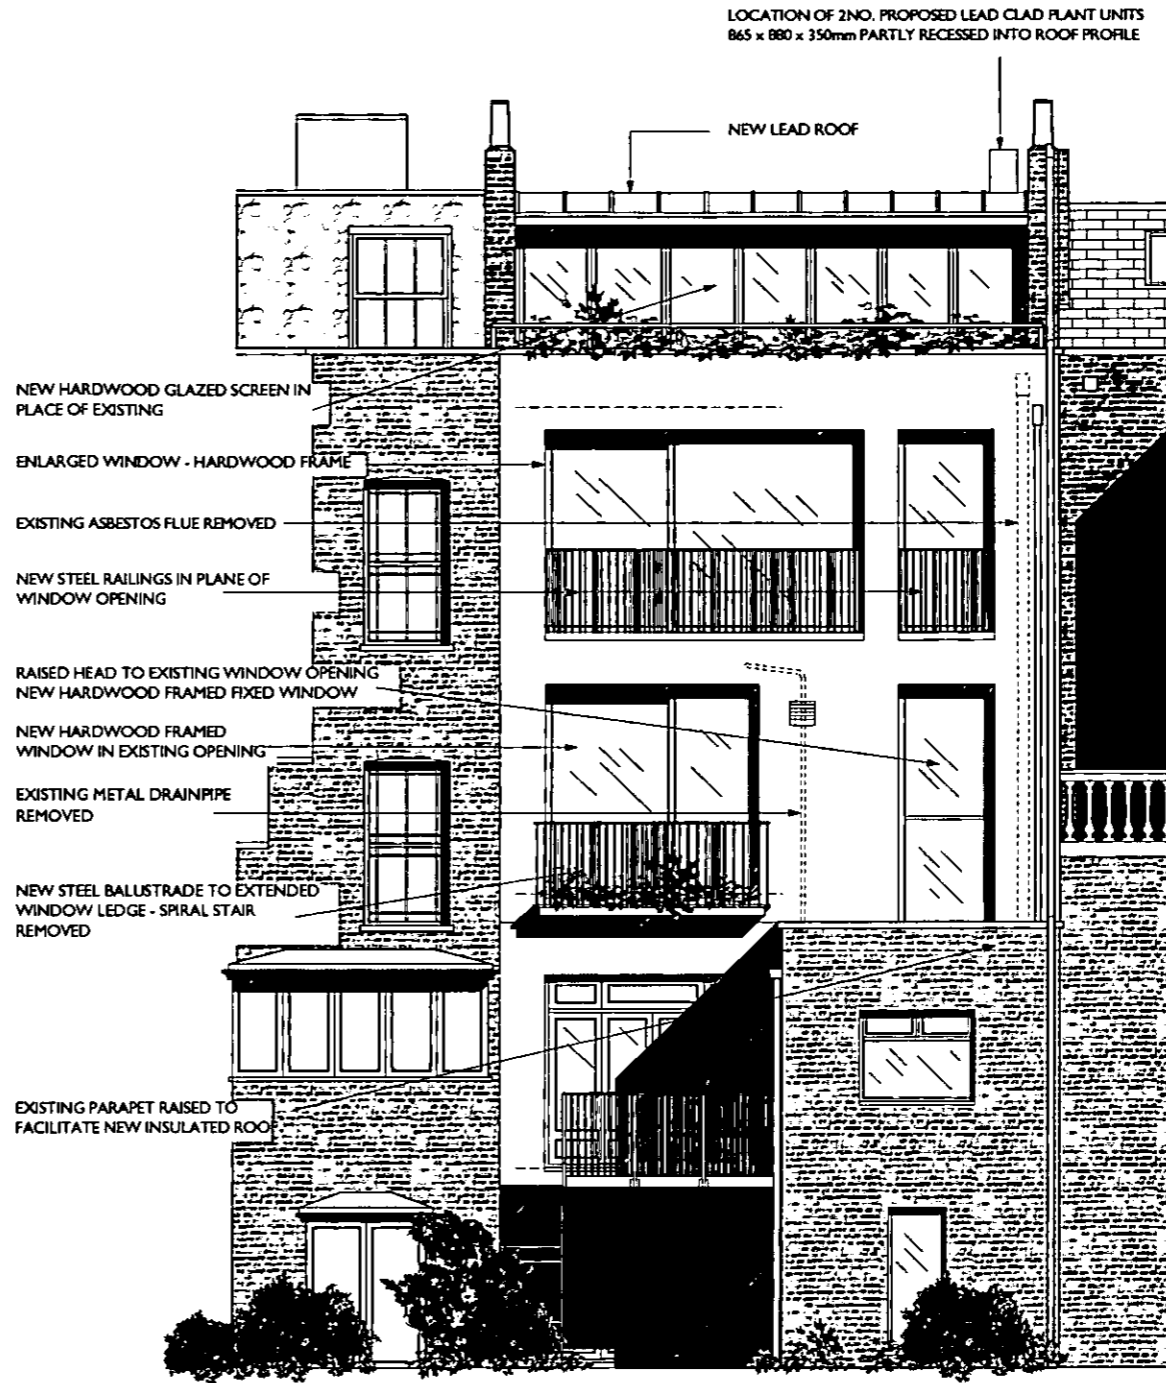 LOCATION OF 2NO. PROPOSED LEAD CLAD PLANT UNITS
865 x 880 x 350mm PARTLY RECESSED INTO ROOF PROFILE
NEW LEAD ROOF
NEW HARDWOOD GLAZED SCREEN IN
PLACE OF EXISTING
ENLARGED WINDOW - HARDWOOD FRAME
EXISTING ASBESTOS FLUE REMOVED
NEW STEEL RAILINGS IN PLANE OF
WINDOW OPENING
RAISED HEAD TO EXISTING WINDOW OPENING
NEW HARDWOOD FRAMED FIXED WINDOW
NEW HARDWOOD FRAMED
WINDOW IN EXISTING OPENING
EXISTING METAL DRAINPIPE
REMOVED
NEW STEEL BALUSTRADE TO EXTENDED
WINDOW LEDGE - SPIRAL STAIR
REMOVED
EXISTING PARAPET RAISED TO
FACILITATE NEW INSULATED ROOF